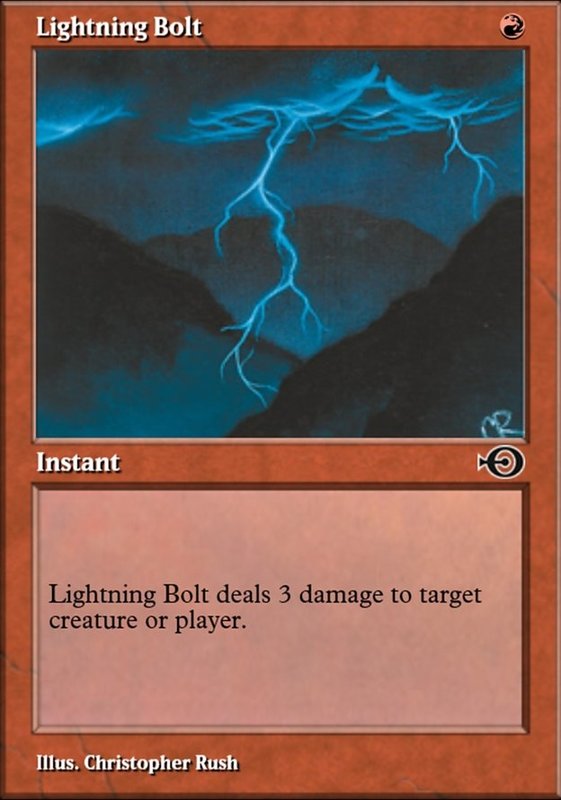 Lightning Bolt
Instant
Lightning Bolt deals 3 damage to target
creature or player.
Illus. Christopher Rush